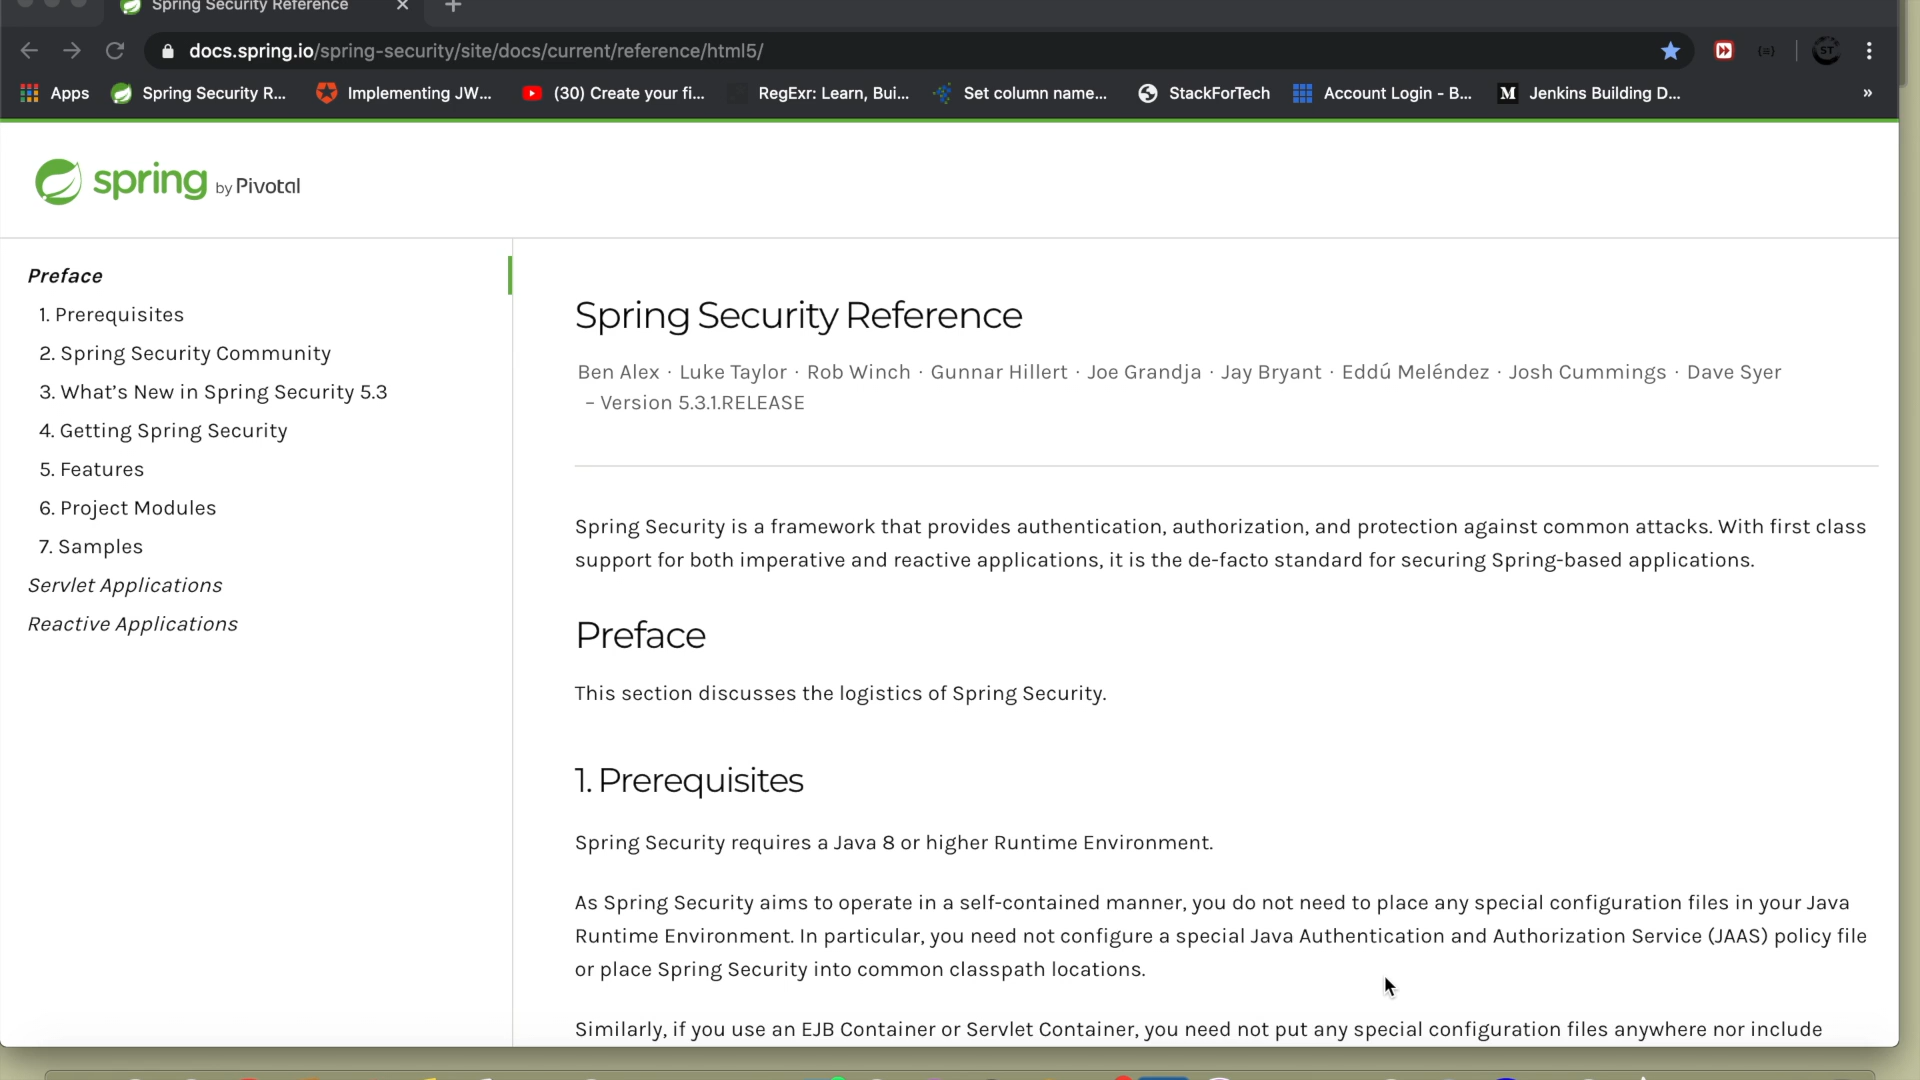 Spring Security Reference
docs.spring.io/spring-security/site/docs/current/reference/html5/
ST
Apps
Spring Security R...
Implementing JW...
(30) Create your fi...
RegExr: Learn, Bui...
Set column name...
StackForTech
Account Login - B...
M
Jenkins Building D...
»
spring by Pivotal
Preface
1. Prerequisites
2. Spring Security Community
3. What’s New in Spring Security 5.3
4. Getting Spring Security
5. Features
6. Project Modules
7. Samples
Servlet Applications
Reactive Applications
Spring Security Reference
Ben Alex · Luke Taylor · Rob Winch · Gunnar Hillert · Joe Grandja · Jay Bryant · Eddú Meléndez · Josh Cummings · Dave Syer
– Version 5.3.1.RELEASE
Spring Security is a framework that provides authentication, authorization, and protection against common attacks. With first class
support for both imperative and reactive applications, it is the de-facto standard for securing Spring-based applications.
Preface
This section discusses the logistics of Spring Security.
1. Prerequisites
Spring Security requires a Java 8 or higher Runtime Environment.
As Spring Security aims to operate in a self-contained manner, you do not need to place any special configuration files in your Java
Runtime Environment. In particular, you need not configure a special Java Authentication and Authorization Service (JAAS) policy file
or place Spring Security into common classpath locations.
Similarly, if you use an EJB Container or Servlet Container, you need not put any special configuration files anywhere nor include